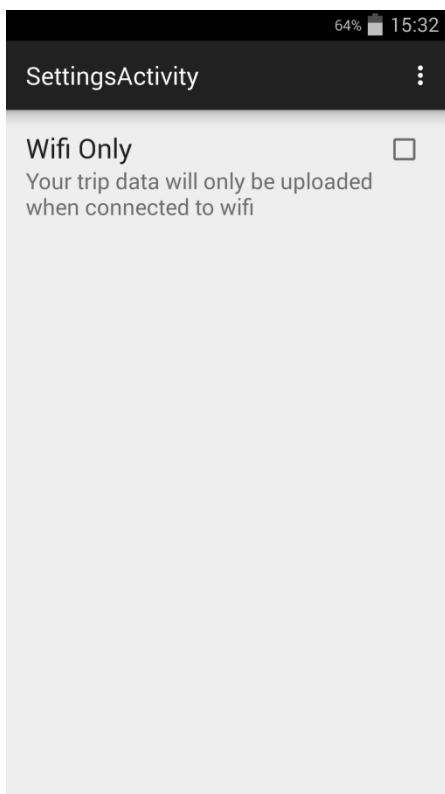 64% 15:32
SettingsActivity
Wifi Only
Your trip data will only be uploaded
when connected to wifi